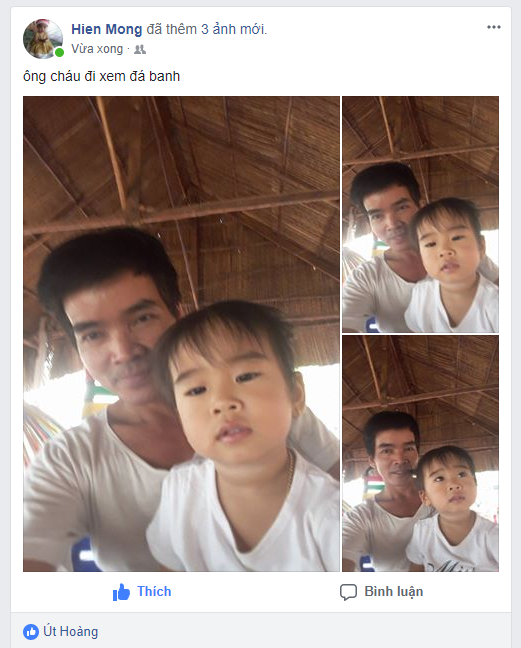 Hien Mong đã thêm 3 ảnh mới.
Vừa xong ·
ông cháu đi xem đá banh
Thích
Bình luận
Út Hoàng